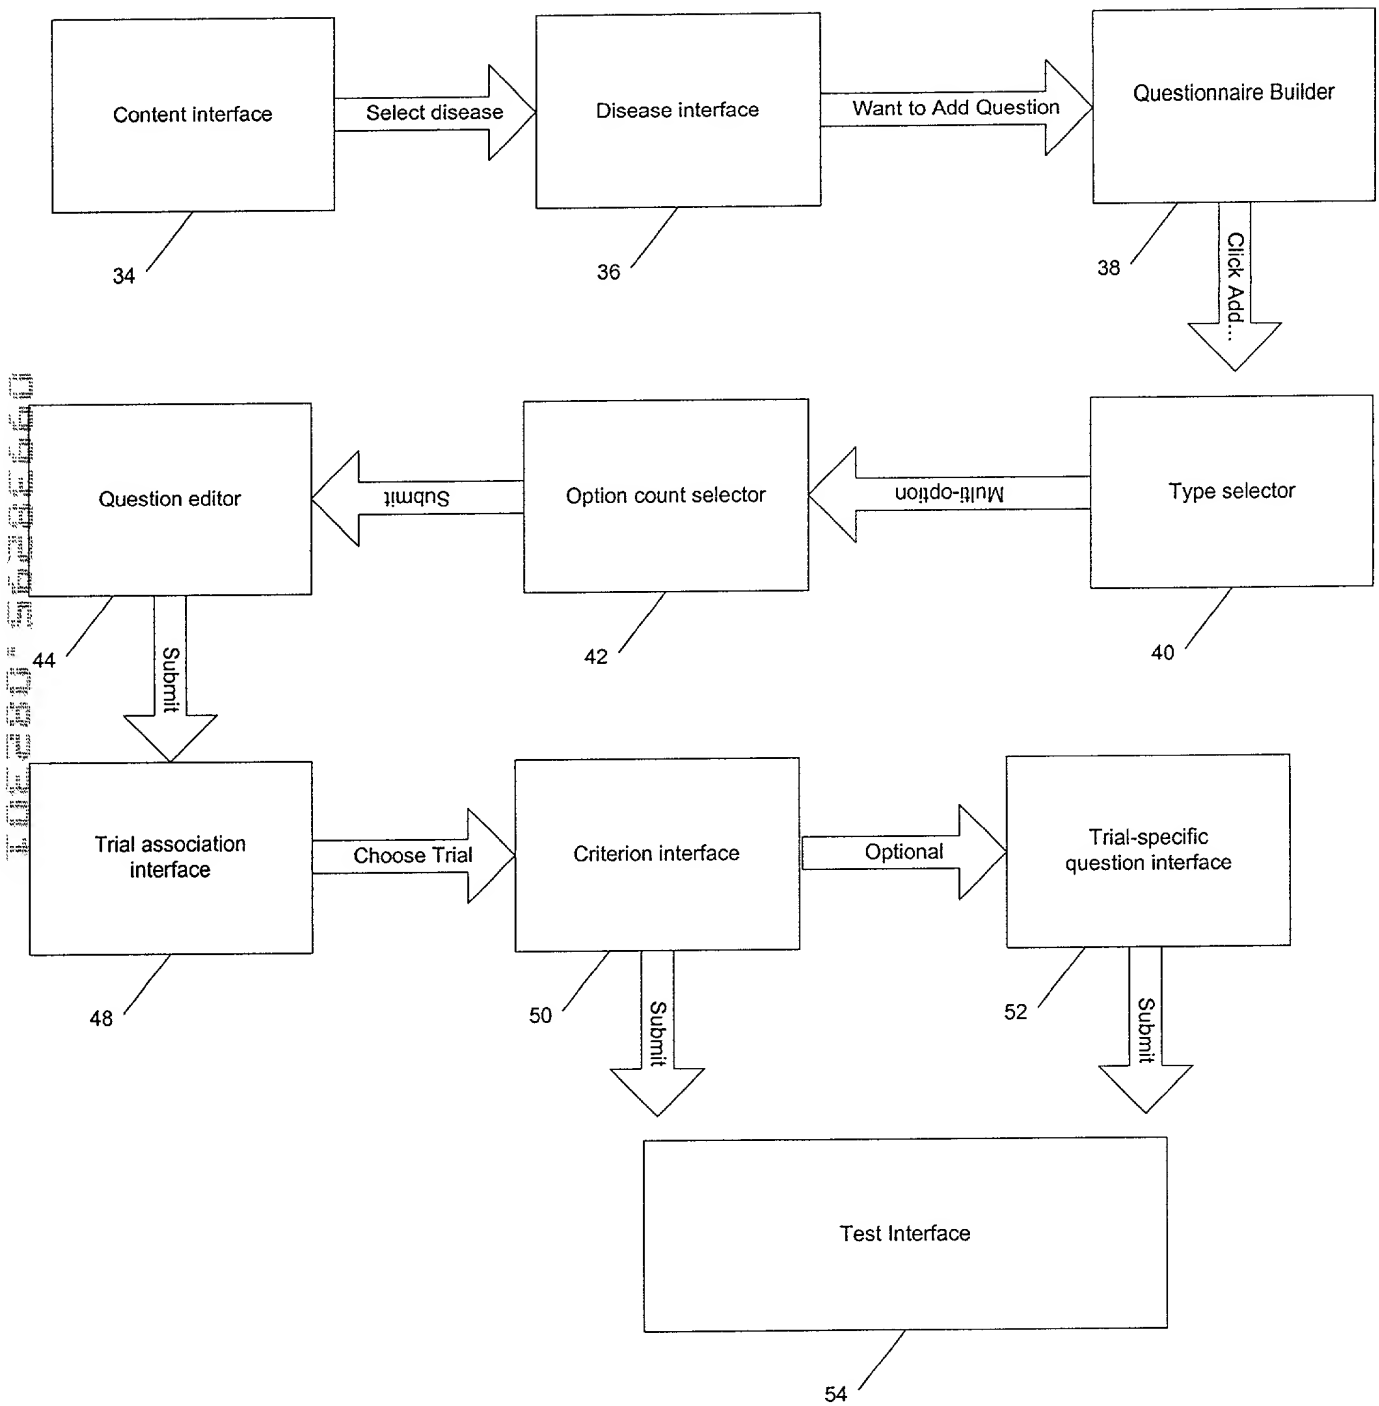 Content interface
Select disease
Disease interface
Want to Add Question
Questionnaire Builder
34
36
38
Click Add....
Question editor
Submit
Option count selector
Multi-option
Type selector
44
42
40
Submit
Trial association
interface
Choose Trial
Criterion interface
Optional
Trial-specific
question interface
48
50
52
Submit
Submit
Test Interface
54